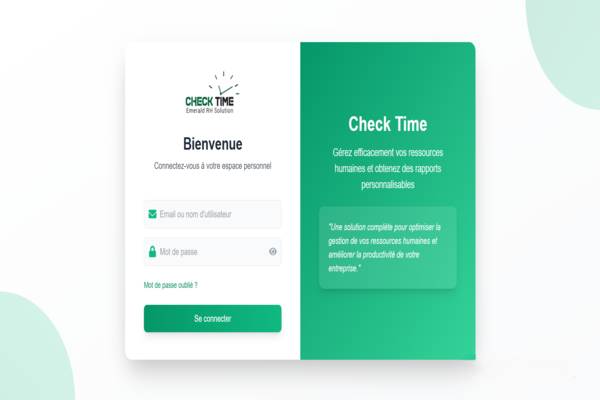 CHECK TIME
Emerald RH Solution
Bienvenue
Connectez-vous à votre espace personnel
Email ou nom d'utilisateur
Mot de passe
Mot de passe oublié ?
Se connecter
Check Time
Gérez efficacement vos ressources
humaines et obtenez des rapports
personnalisables
"Une solution complète pour optimiser la
gestion de vos ressources humaines et
améliorer la productivité de votre
entreprise."